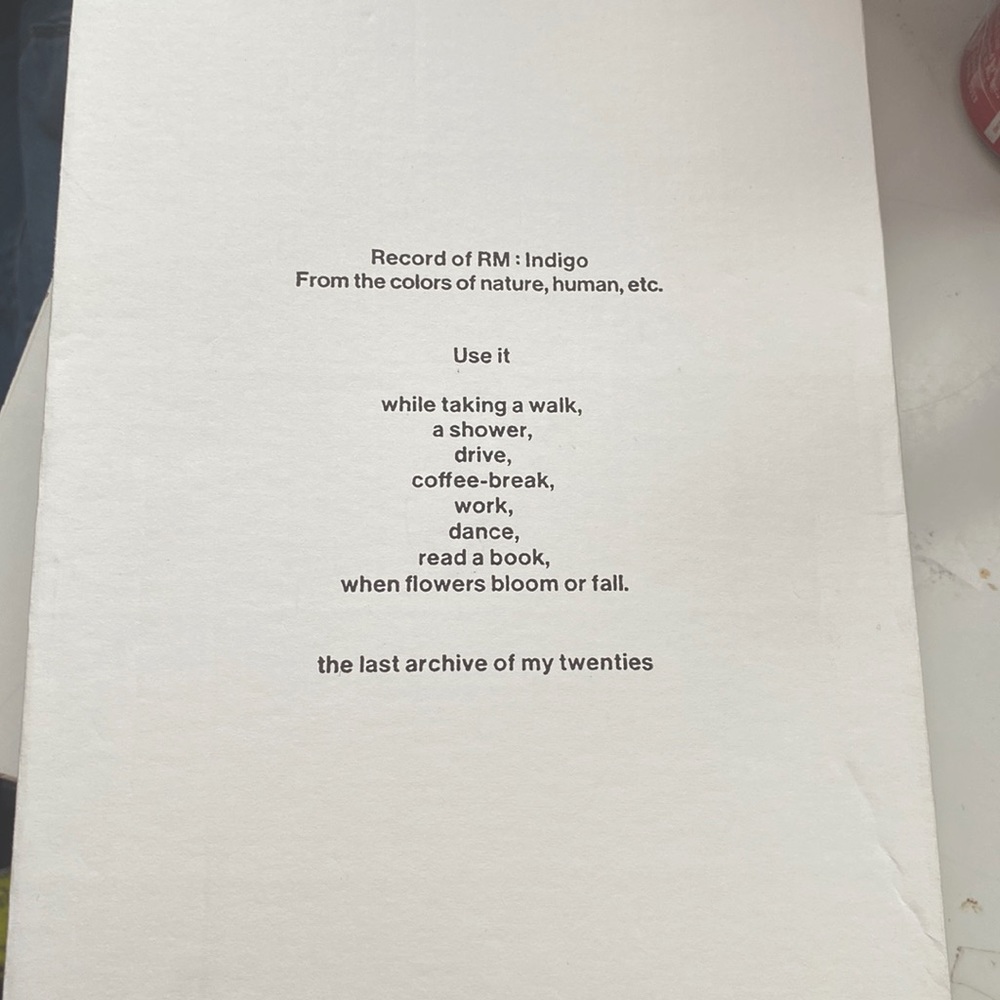 Record of RM : Indigo
From the colors of nature, human, etc.
Use it
while taking a walk,
a shower,
drive,
coffee-break,
work,
dance,
read a book,
when flowers bloom or fall.
the last archive of my twenties